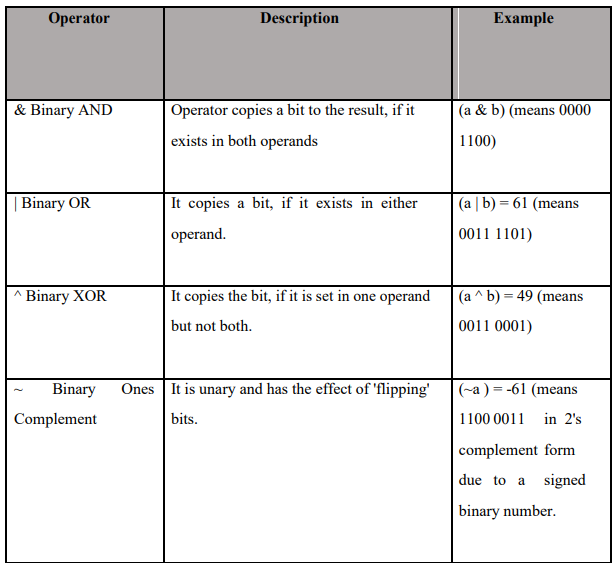 Operator
Description
Example
& Binary AND
Operator copies a bit to the result, if it
exists in both operands
(a & b) (means 0000
1100)
| Binary OR
It copies a bit, if it exists in either
operand.
(a | b) = 61 (means
0011 1101)
^ Binary XOR
It copies the bit, if it is set in one operand
but not both.
(a ^ b) = 49 (means
0011 0001)
~ Binary Ones
Complement
It is unary and has the effect of 'flipping'
bits.
(~a ) = -61 (means
1100 0011 in 2's
complement form
due to a signed
binary number.